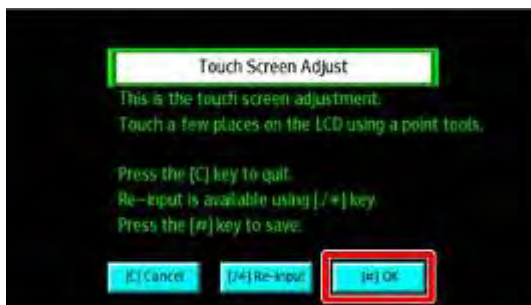 Touch Screen Adjust
This is the touch screen adjustment.
Touch a few places on the LCD using a point tools.
Press the [C] key to quit.
Re-input is available using [./*] key.
Press the [#] key to save.
[C] Cancel [./*] Re-input [#] OK